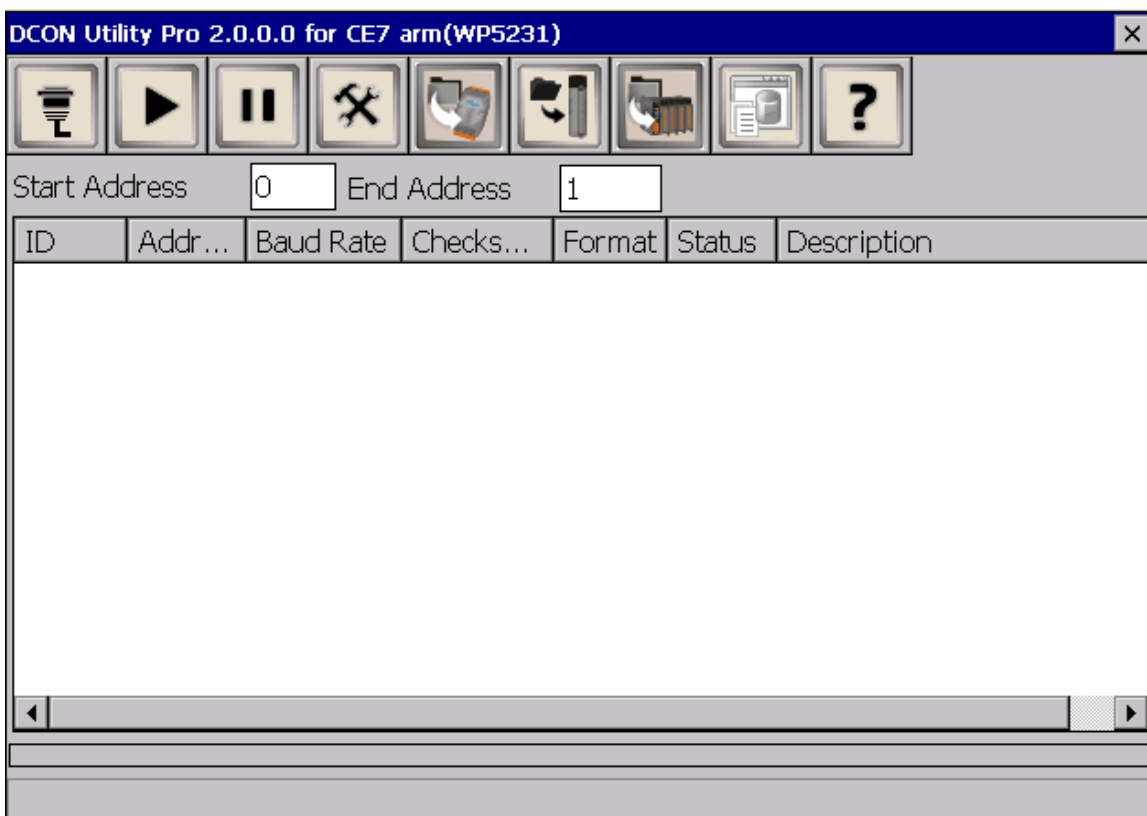 DCON Utility Pro 2.0.0.0 for CE7 arm(WP5231)
?
Start Address 0 End Address 1
ID Addr... Baud Rate Checks... Format Status Description